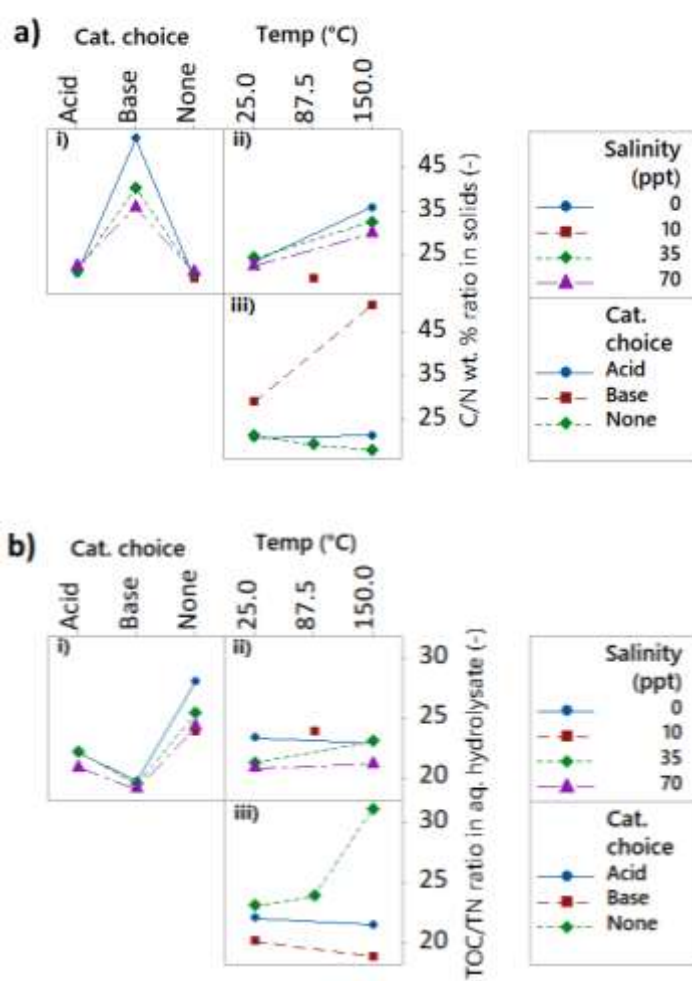 a)
Cat. choice
Temp (°C)
Acid
Base
None
25.0
87.5
150.0
i)
ii)
45
35
25
iii)
45
35
25
C/N wt. % ratio in solids (-)
Salinity
(ppt)
0
10
35
70
Cat.
choice
Acid
Base
None
b)
Cat. choice
Temp (°C)
Acid
Base
None
25.0
87.5
150.0
i)
ii)
30
25
20
iii)
30
25
20
TOC/TN ratio in aq. hydrolysate (-)
Salinity
(ppt)
0
10
35
70
Cat.
choice
Acid
Base
None